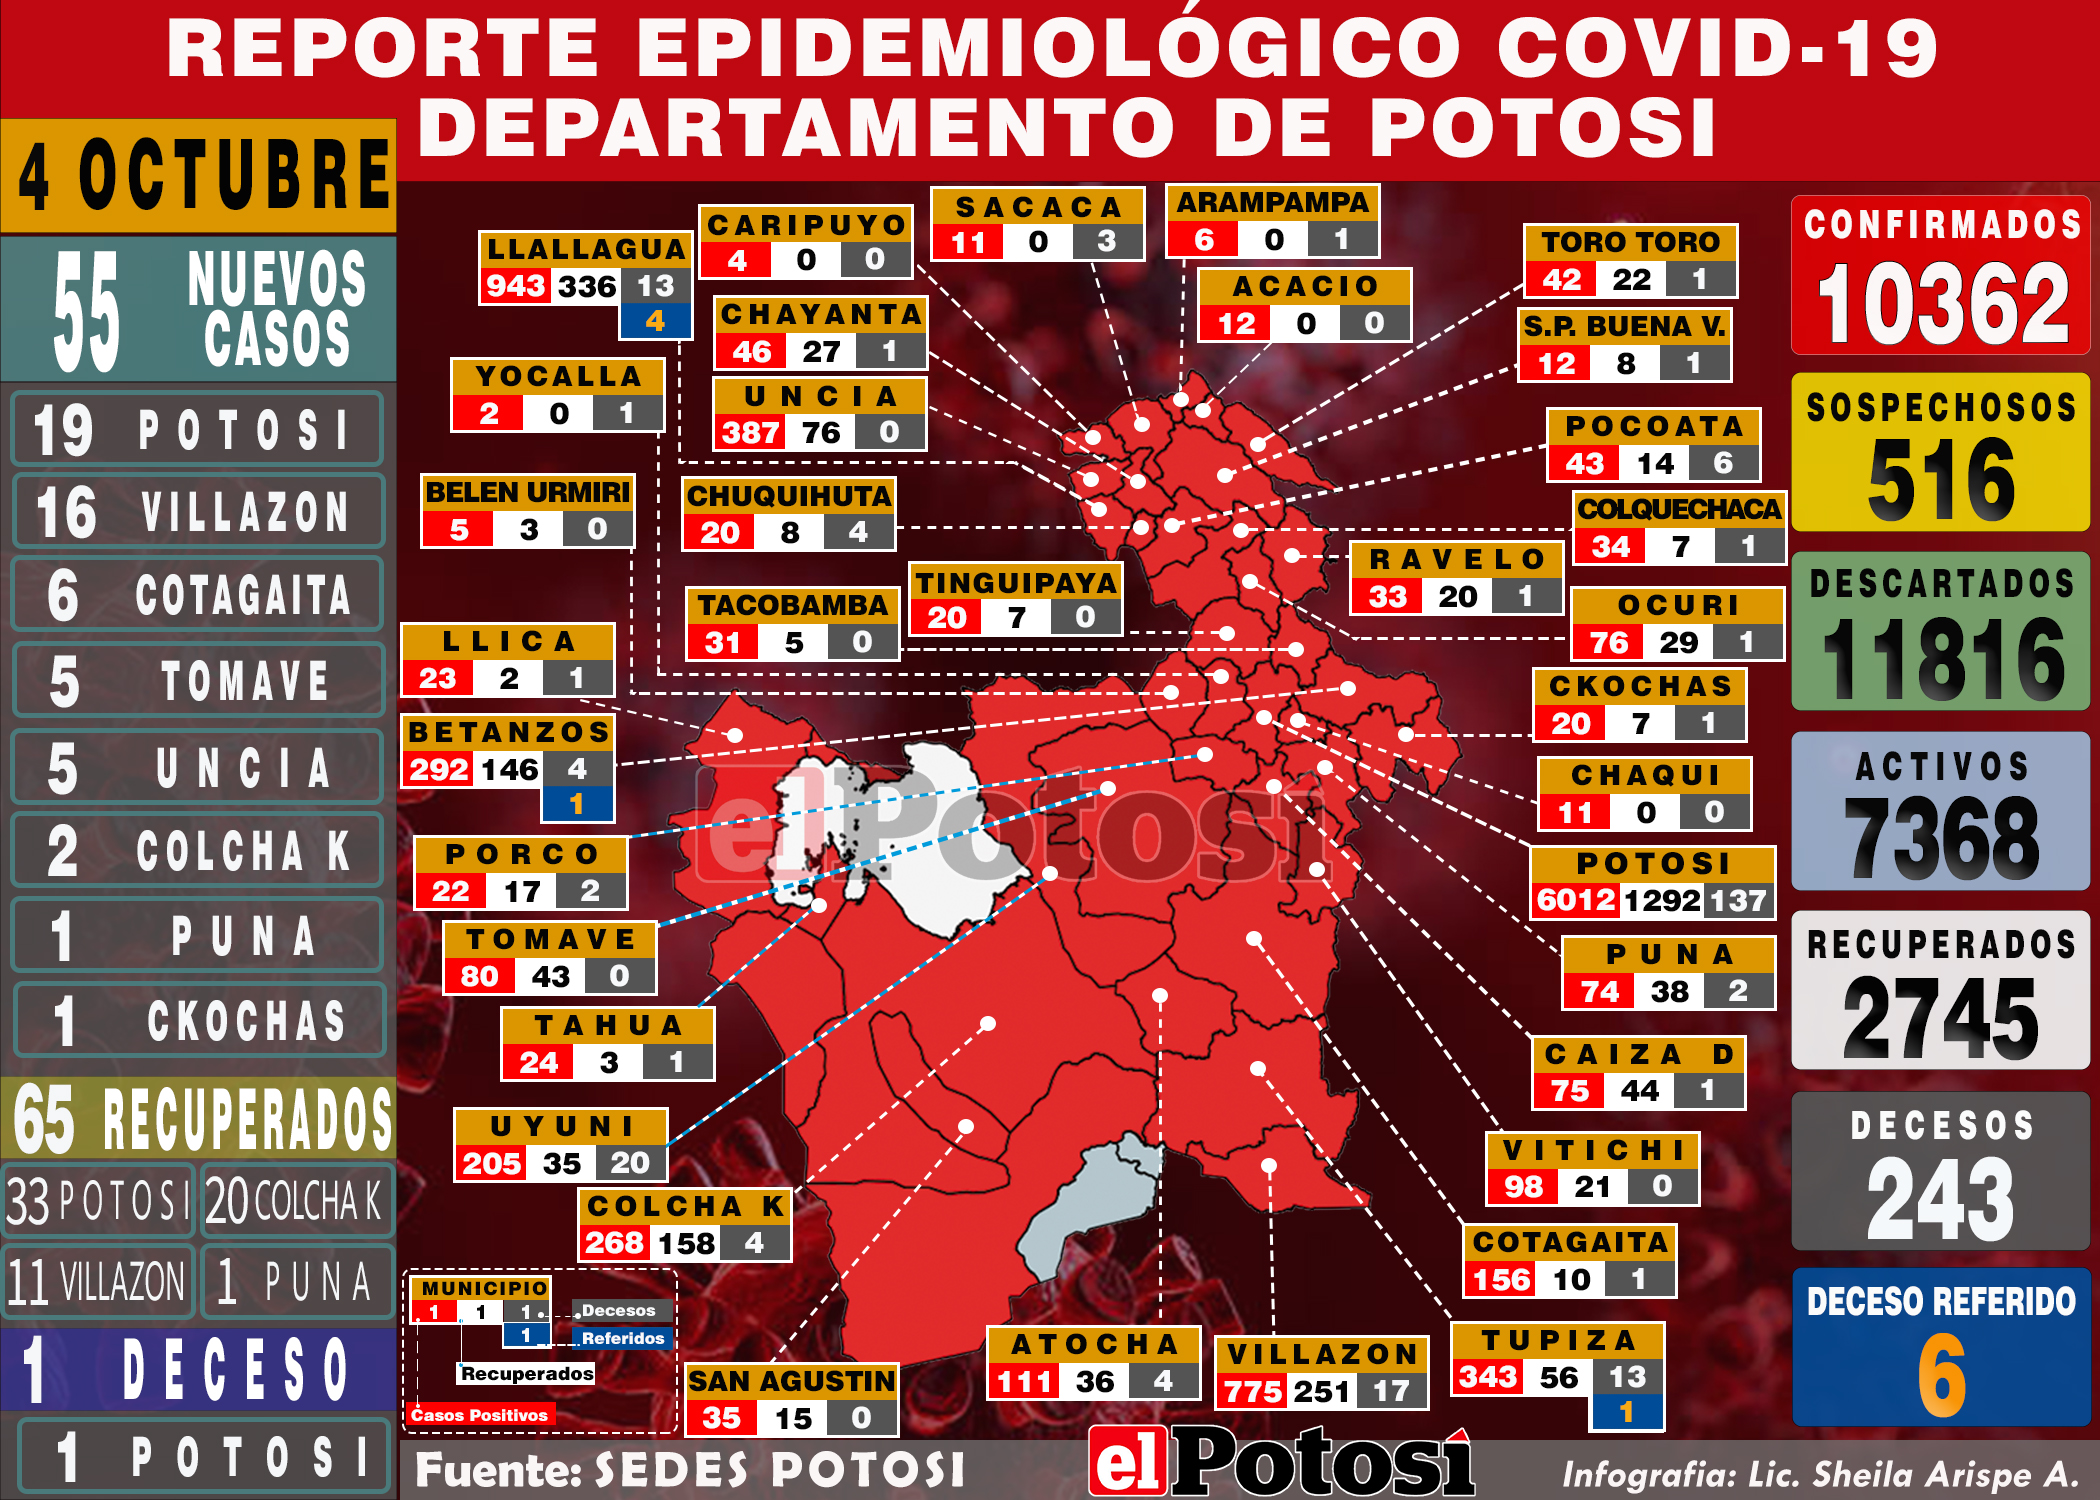 REPORTE EPIDEMIOLÓGICO COVID-19
DEPARTAMENTO DE POTOSI
4 OCTUBRE
55 NUEVOS CASOS
19 POTOSI
16 VILLAZON
6 COTAGAITA
5 TOMAVE
5 UNCIA
2 COLCHA K
1 PUNA
1 CKOCHAS
65 RECUPERADOS
33 POTOSI
20 COLCHA K
11 VILLAZON
1 PUNA
1 DECESO
1 POTOSI
LLALLAGUA
943 336 13
4
CARIPUYO
4 0 0
SACACA
11 0 3
ARAMPAMPA
6 0 1
ACACIO
12 0 0
TORO TORO
42 22 1
S.P. BUENA V.
12 8 1
CHAYANTA
46 27 1
UNCIA
387 76 0
YOCALLA
2 0 1
POCOATA
43 14 6
BELEN URMIRI
5 3 0
CHUQUIHUTA
20 8 4
COLQUECHACA
34 7 1
RAVELO
33 20 1
TINGUIPAYA
20 7 0
TACOBAMBA
31 5 0
OCURI
76 29 1
LLICA
23 2 1
CKOCHAS
20 7 1
BETANZOS
292 146 4
1
CHAQUI
11 0 0
PORCO
22 17 2
POTOSI
6012 1292 137
TOMAVE
80 43 0
PUNA
74 38 2
TAHUA
24 3 1
CAIZA D
75 44 1
UYUNI
205 35 20
VITICHI
98 21 0
COLCHA K
268 158 4
COTAGAITA
156 10 1
SAN AGUSTIN
35 15 0
ATOCHA
111 36 4
VILLAZON
775 251 17
TUPIZA
343 56 13
1
el Potosí
MUNICIPIO
1 1 1
1
Decesos
Referidos
Recuperados
Casos Positivos
CONFIRMADOS
10362
SOSPECHOSOS
516
DESCARTADOS
11816
ACTIVOS
7368
RECUPERADOS
2745
DECESOS
243
DECESO REFERIDO
6
Fuente: SEDES POTOSI
el Potosí
Infografia: Lic. Sheila Arispe A.